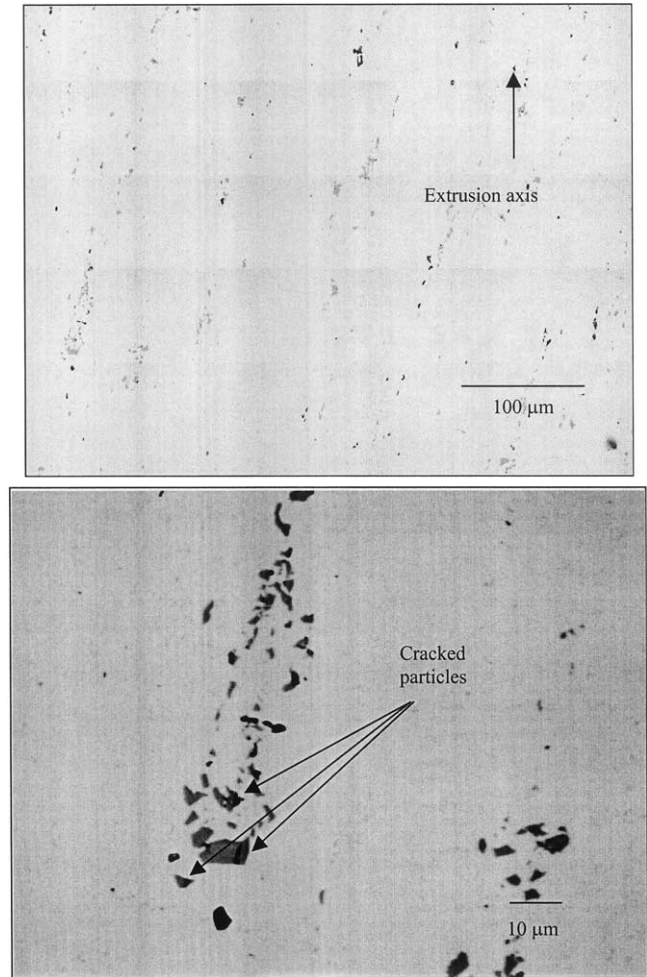 Extrusion axis
100 μm
Cracked
particles
10 μm